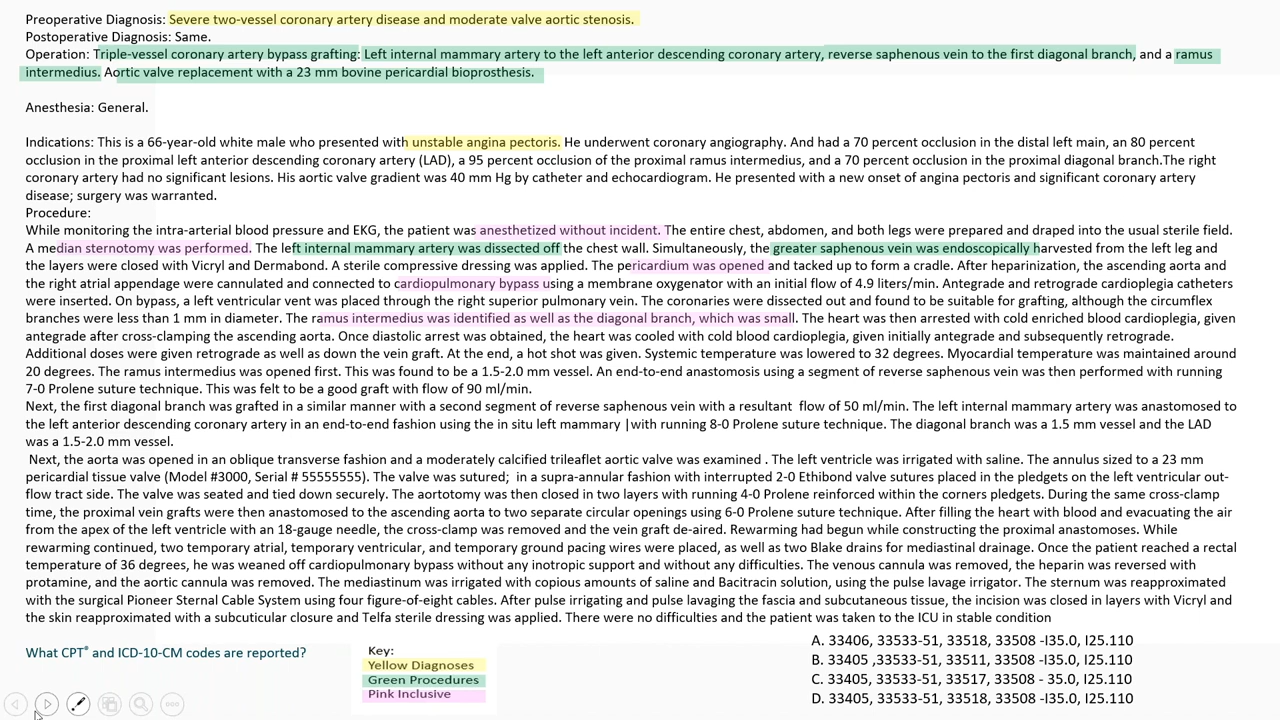 Preoperative Diagnosis: Severe two-vessel coronary artery disease and moderate valve aortic stenosis.
Postoperative Diagnosis: Same.
Operation: Triple-vessel coronary artery bypass grafting: Left internal mammary artery to the left anterior descending coronary artery, reverse saphenous vein to the first diagonal branch, and a ramus
intermedius. Aortic valve replacement with a 23 mm bovine pericardial bioprosthesis.
Anesthesia: General.
Indications: This is a 66-year-old white male who presented with unstable angina pectoris. He underwent coronary angiography. And had a 70 percent occlusion in the distal left main, an 80 percent
occlusion in the proximal left anterior descending coronary artery (LAD), a 95 percent occlusion of the proximal ramus intermedius, and a 70 percent occlusion in the proximal diagonal branch.The right
coronary artery had no significant lesions. His aortic valve gradient was 40 mm Hg by catheter and echocardiogram. He presented with a new onset of angina pectoris and significant coronary artery
disease; surgery was warranted.
Procedure:
While monitoring the intra-arterial blood pressure and EKG, the patient was anesthetized without incident. The entire chest, abdomen, and both legs were prepared and draped into the usual sterile field.
A median sternotomy was performed. The left internal mammary artery was dissected off the chest wall. Simultaneously, the greater saphenous vein was endoscopically harvested from the left leg and
the layers were closed with Vicryl and Dermabond. A sterile compressive dressing was applied. The pericardium was opened and tacked up to form a cradle. After heparinization, the ascending aorta and
the right atrial appendage were cannulated and connected to cardiopulmonary bypass using a membrane oxygenator with an initial flow of 4.9 liters/min. Antegrade and retrograde cardioplegia catheters
were inserted. On bypass, a left ventricular vent was placed through the right superior pulmonary vein. The coronaries were dissected out and found to be suitable for grafting, although the circumflex
branches were less than 1 mm in diameter. The ramus intermedius was identified as well as the diagonal branch, which was small. The heart was then arrested with cold enriched blood cardioplegia, given
antegrade after cross-clamping the ascending aorta. Once diastolic arrest was obtained, the heart was cooled with cold blood cardioplegia, given initially antegrade and subsequently retrograde.
Additional doses were given retrograde as well as down the vein graft. At the end, a hot shot was given. Systemic temperature was lowered to 32 degrees. Myocardial temperature was maintained around
20 degrees. The ramus intermedius was opened first. This was found to be a 1.5-2.0 mm vessel. An end-to-end anastomosis using a segment of reverse saphenous vein was then performed with running
7-0 Prolene suture technique. This was felt to be a good graft with flow of 90 ml/min.
Next, the first diagonal branch was grafted in a similar manner with a second segment of reverse saphenous vein with a resultant flow of 50 ml/min. The left internal mammary artery was anastomosed to
the left anterior descending coronary artery in an end-to-end fashion using the in situ left mammary |with running 8-0 Prolene suture technique. The diagonal branch was a 1.5 mm vessel and the LAD
was a 1.5-2.0 mm vessel.
Next, the aorta was opened in an oblique transverse fashion and a moderately calcified trileaflet aortic valve was examined . The left ventricle was irrigated with saline. The annulus sized to a 23 mm
pericardial tissue valve (Model #3000, Serial # 55555555). The valve was sutured; in a supra-annular fashion with interrupted 2-0 Ethibond valve sutures placed in the pledgets on the left ventricular out-
flow tract side. The valve was seated and tied down securely. The aortotomy was then closed in two layers with running 4-0 Prolene reinforced within the corners pledgets. During the same cross-clamp
time, the proximal vein grafts were then anastomosed to the ascending aorta to two separate circular openings using 6-0 Prolene suture technique. After filling the heart with blood and evacuating the air
from the apex of the left ventricle with an 18-gauge needle, the cross-clamp was removed and the vein graft de-aired. Rewarming had begun while constructing the proximal anastomoses. While
rewarming continued, two temporary atrial, temporary ventricular, and temporary ground pacing wires were placed, as well as two Blake drains for mediastinal drainage. Once the patient reached a rectal
temperature of 36 degrees, he was weaned off cardiopulmonary bypass without any inotropic support and without any difficulties. The venous cannula was removed, the heparin was reversed with
protamine, and the aortic cannula was removed. The mediastinum was irrigated with copious amounts of saline and Bacitracin solution, using the pulse lavage irrigator. The sternum was reapproximated
with the surgical Pioneer Sternal Cable System using four figure-of-eight cables. After pulse irrigating and pulse lavaging the fascia and subcutaneous tissue, the incision was closed in layers with Vicryl and
the skin reapproximated with a subcuticular closure and Telfa sterile dressing was applied. There were no difficulties and the patient was taken to the ICU in stable condition
What CPT® and ICD-10-CM codes are reported?
Key:
Yellow Diagnoses
Green Procedures
Pink Inclusive
A. 33406, 33533-51, 33518, 33508 -I35.0, I25.110
B. 33405 ,33533-51, 33511, 33508 -I35.0, I25.110
C. 33405, 33533-51, 33517, 33508 - 35.0, I25.110
D. 33405, 33533-51, 33518, 33508 -I35.0, I25.110